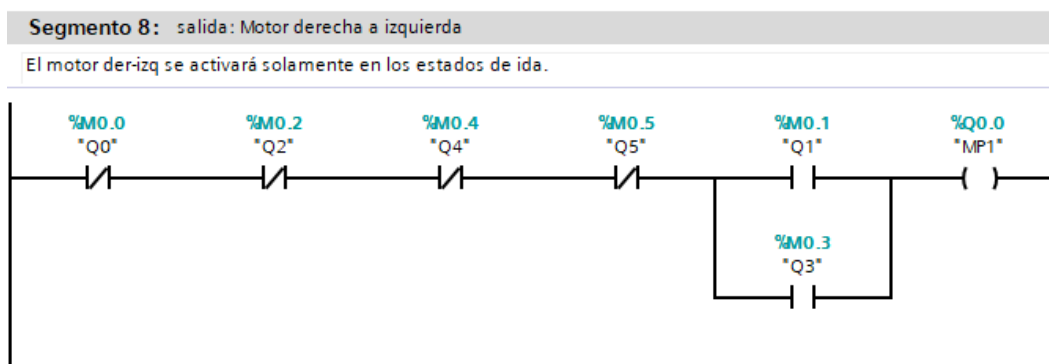 Segmento 8: salida: Motor derecha a izquierda
El motor der-izq se activará solamente en los estados de ida.
%M0.0 %M0.2 %M0.4 %M0.5 %M0.1 %Q0.0
"Q0" "Q2" "Q4" "Q5" "Q1" "MP1"
%M0.3
"Q3"